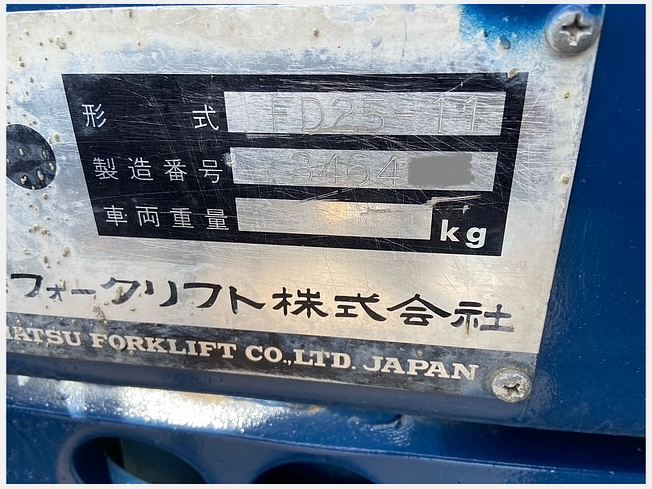 形 式 FD25-11
製造番号 3464
車両重量 kg
フォークリフト株式会社
MATSU FORKLIFT CO.,LTD. JAPAN